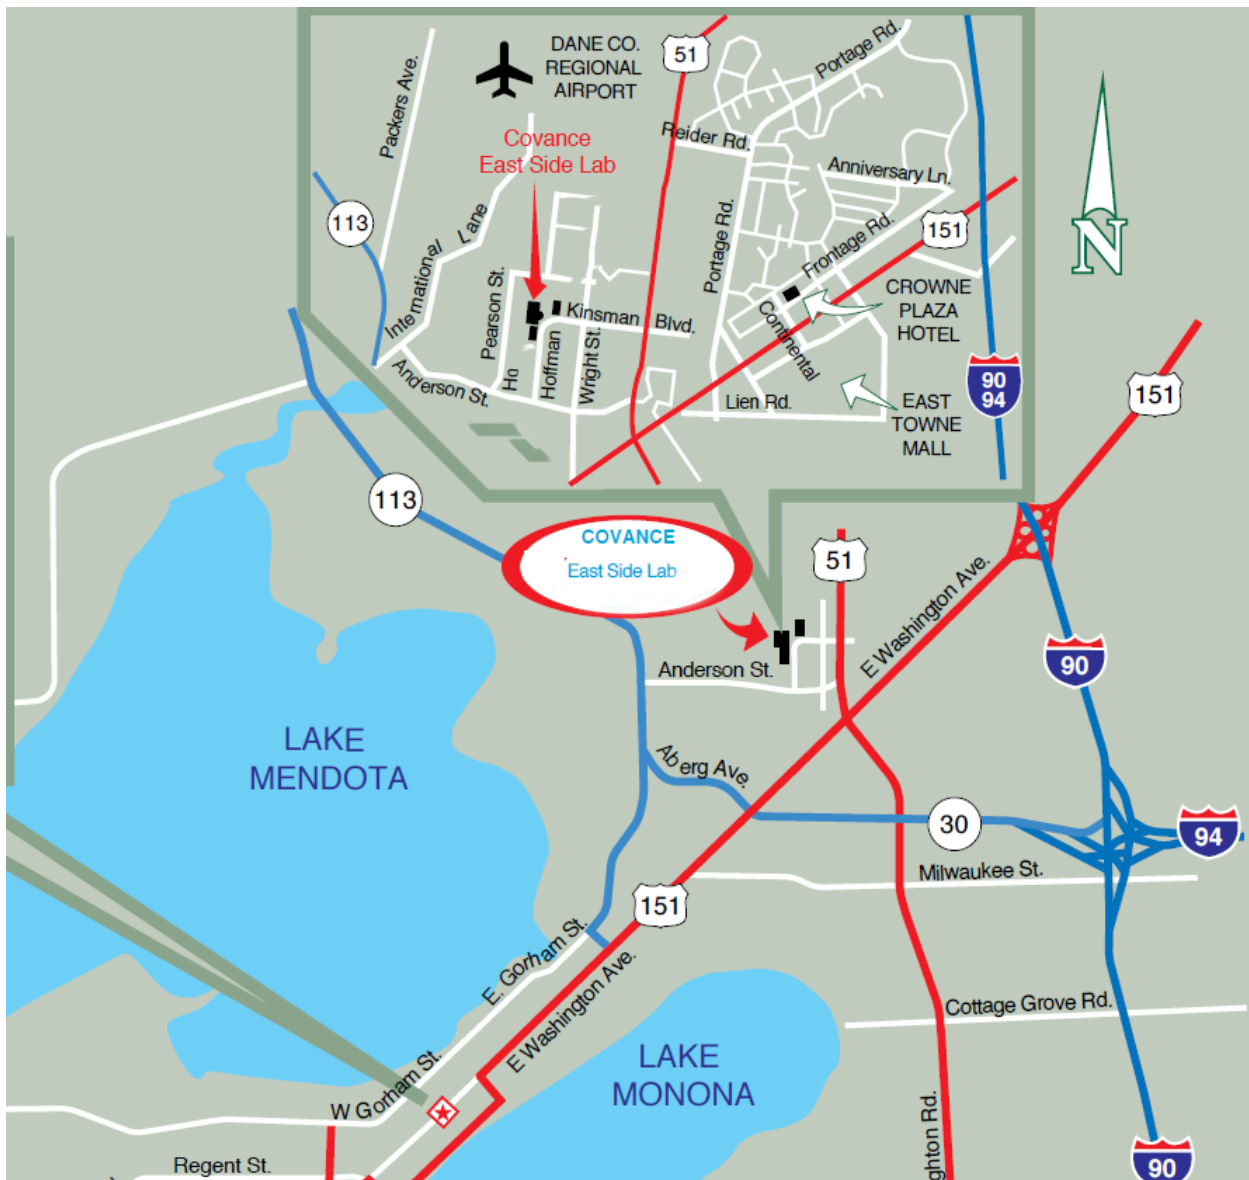 DANE CO.
REGIONAL
AIRPORT
51
Portage Rd.
Packers Ave.
Covance
East Side Lab
Reider Rd.
Anniversary Ln.
113
International Lane
Portage Rd.
Frontage Rd.
151
CROWNE
PLAZA
HOTEL
Pearson St.
Kinsman Blvd.
Continental
Ho
Hoffman
Wright St.
Anderson St.
Lien Rd.
EAST
TOWNE
MALL
90
94
N
151
113
COVANCE
East Side Lab
51
E Washington Ave.
90
Anderson St.
LAKE
MENDOTA
Aberg Ave.
30
94
Milwaukee St.
151
E. Gorham St.
E Washington Ave.
Cottage Grove Rd.
LAKE
MONONA
W Gorham St.
ghton Rd.
Regent St.
90